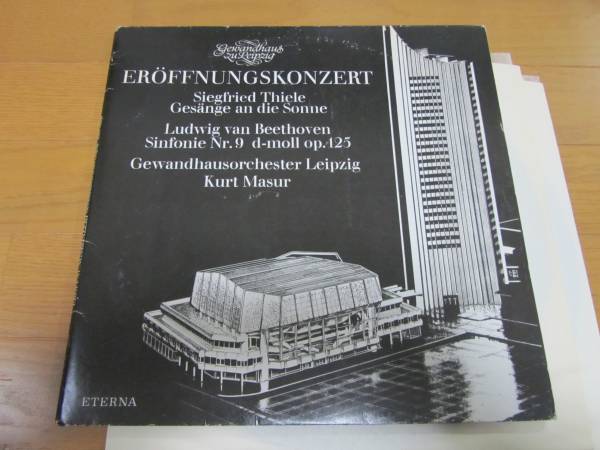 Gewandhaus
zu Leipzig
ERÖFFNUNGSKONZERT
Siegfried Thiele
Gesänge an die Sonne
Ludwig van Beethoven
Sinfonie Nr. 9 d-moll op. 125
Gewandhausorchester Leipzig
Kurt Masur
ETERNA